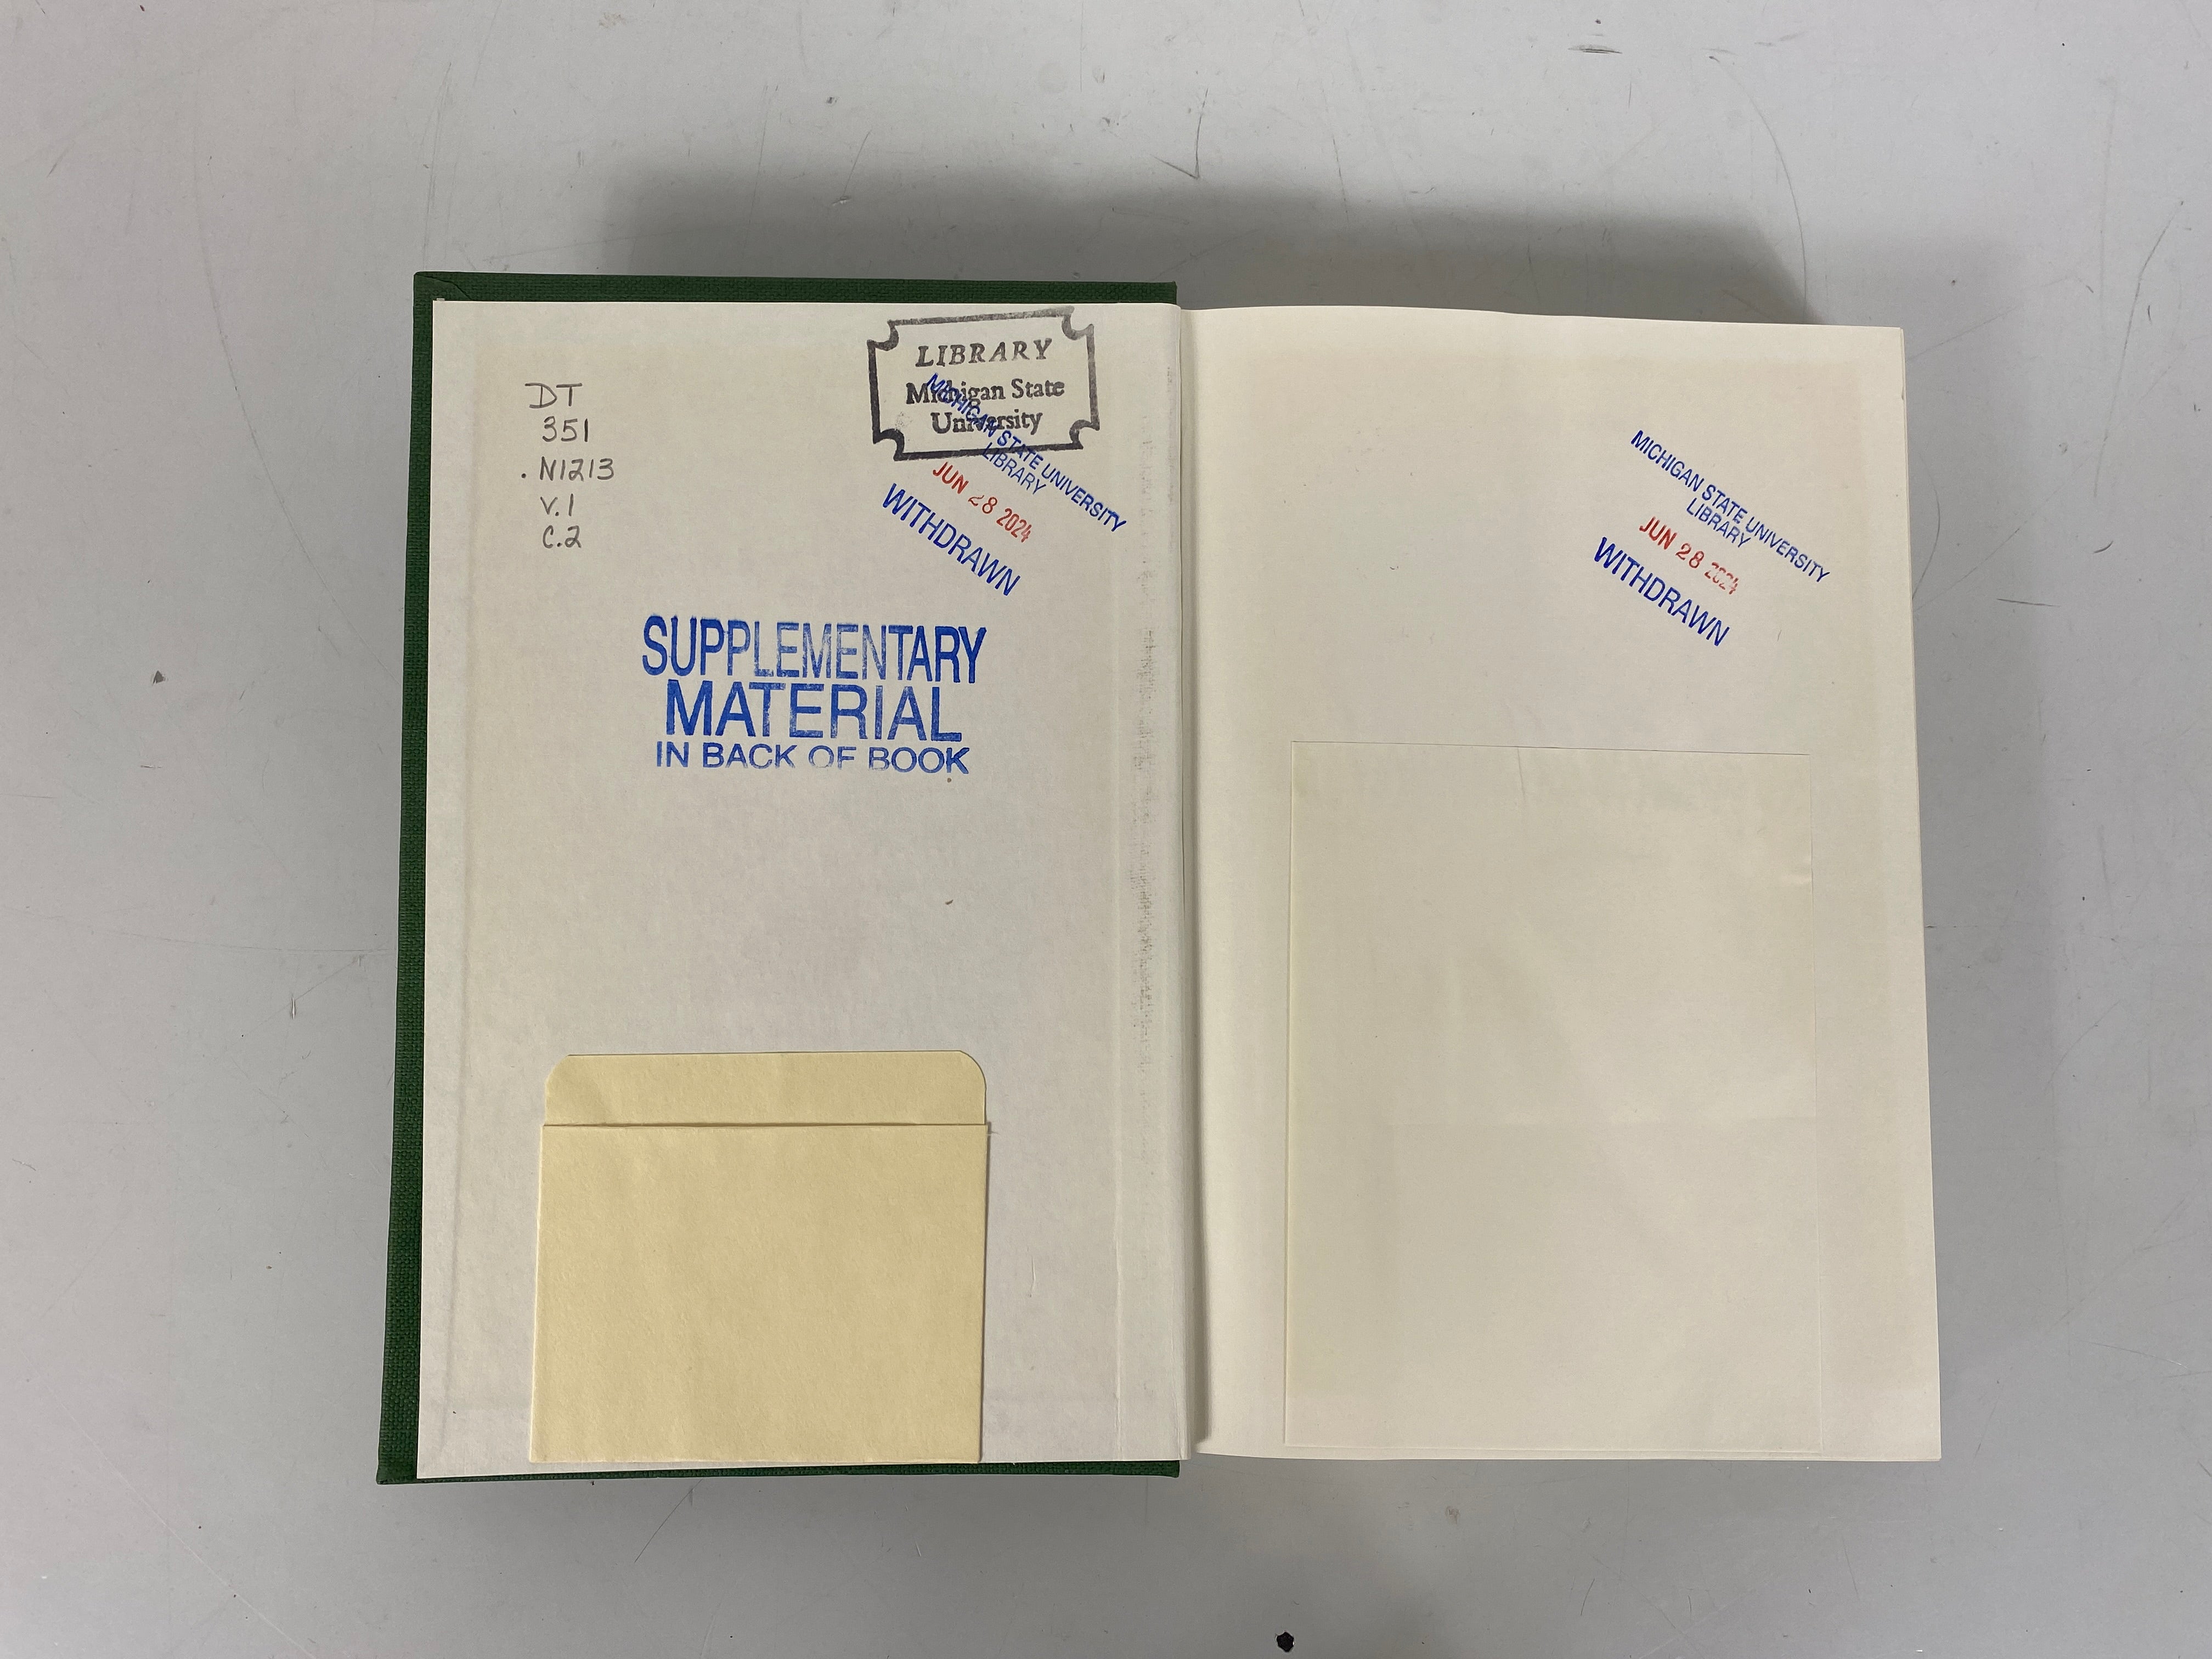 DT
351
.N1213
v.1
c.2
LIBRARY
Michigan State
University
MICHIGAN STATE UNIVERSITY
LIBRARY
JUN 28 2024
WITHDRAWN
SUPPLEMENTARY
MATERIAL
IN BACK OF BOOK
MICHIGAN STATE UNIVERSITY
LIBRARY
JUN 28 2024
WITHDRAWN